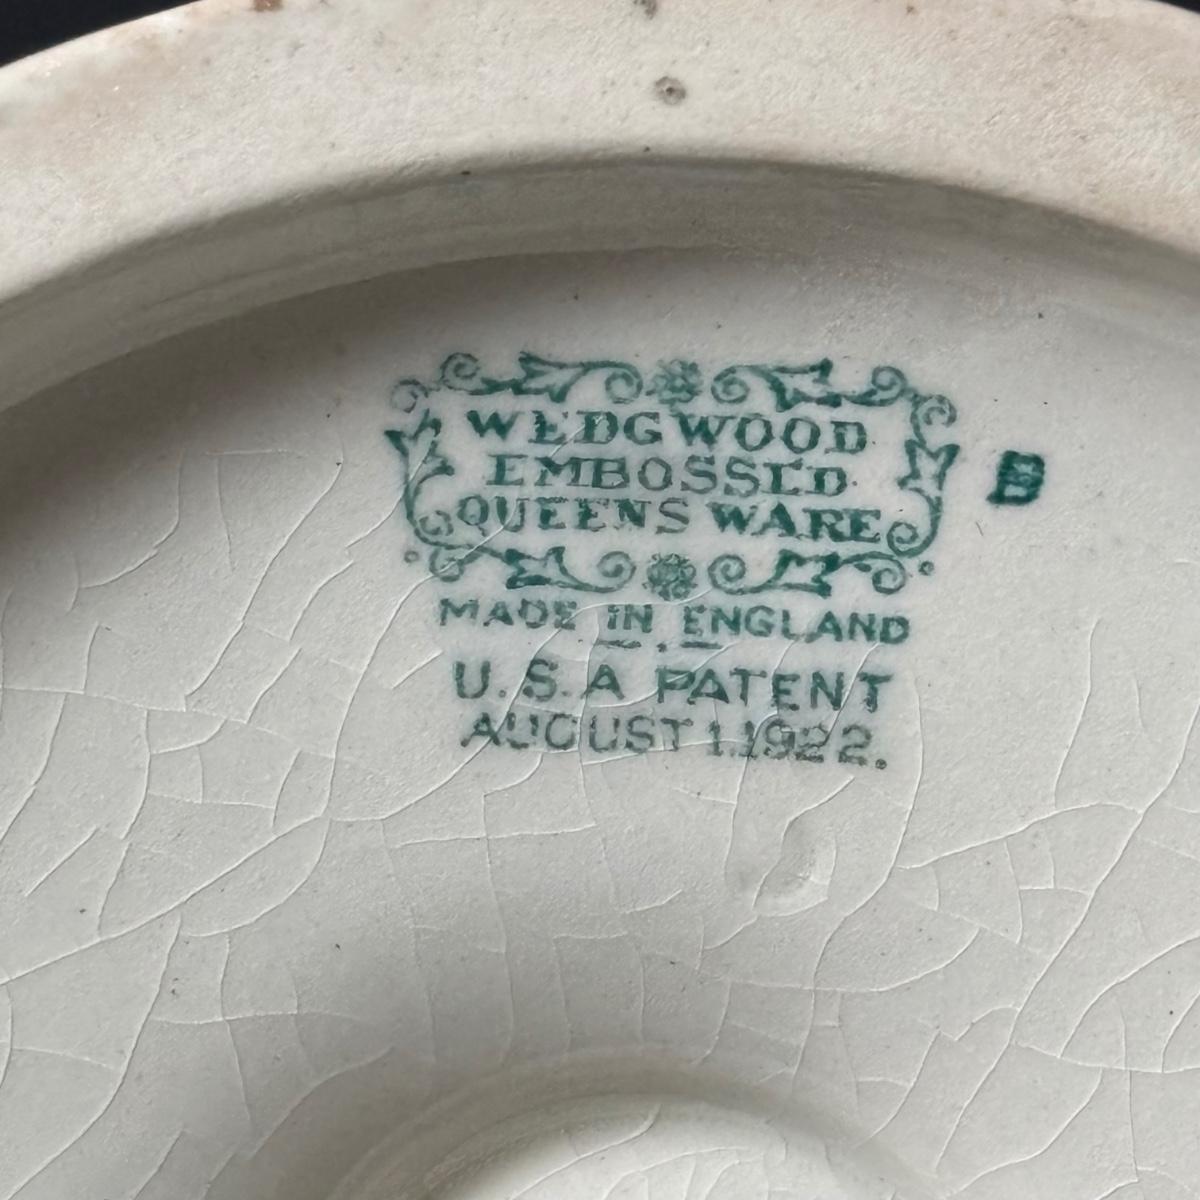 WEDGWOOD
EMBOSSED
QUEENS WARE
B
MADE IN ENGLAND
U.S.A PATENT
AUGUST 1.1922.